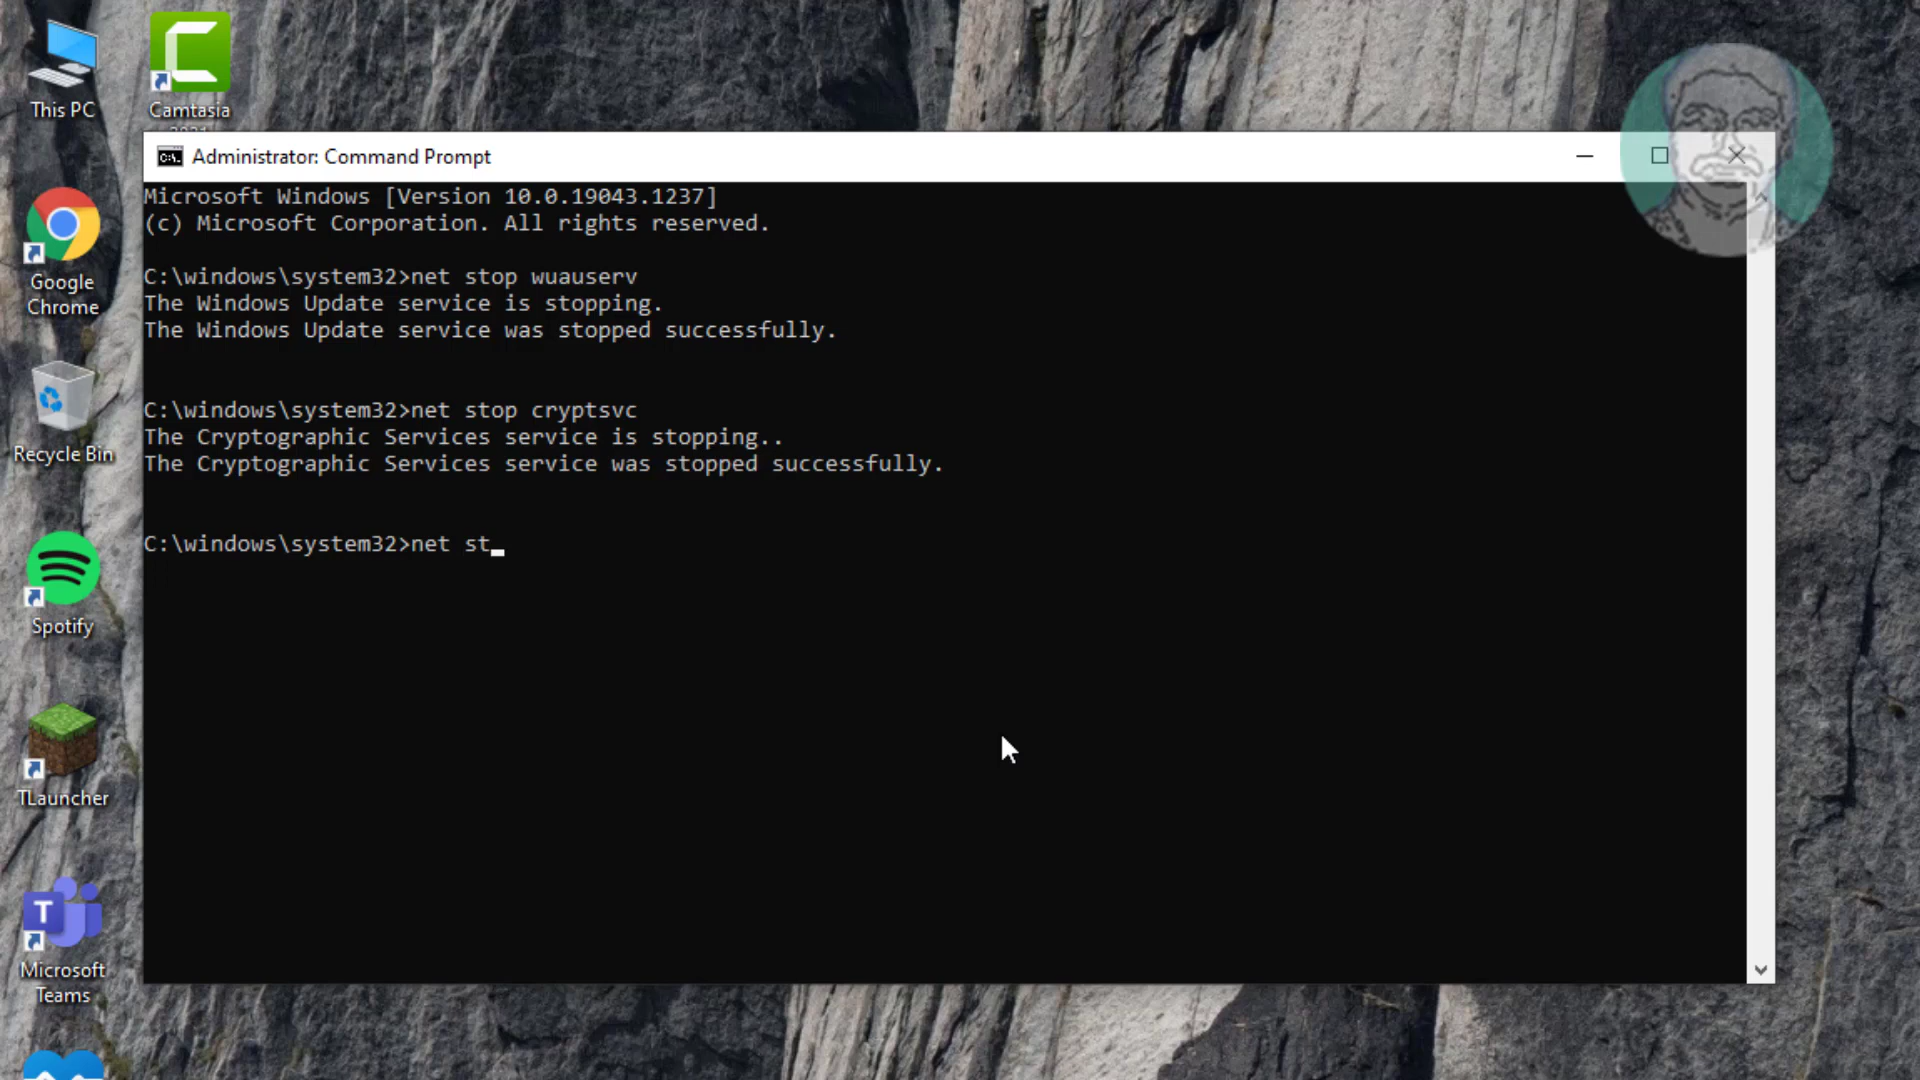 This PC
Camtasia
Administrator: Command Prompt
Microsoft Windows [Version 10.0.19043.1237]
(c) Microsoft Corporation. All rights reserved.
C:\windows\system32>net stop wuauserv
The Windows Update service is stopping.
The Windows Update service was stopped successfully.
C:\windows\system32>net stop cryptsvc
The Cryptographic Services service is stopping..
The Cryptographic Services service was stopped successfully.
C:\windows\system32>net st_
Google
Chrome
Recycle Bin
Spotify
TLauncher
Microsoft
Teams